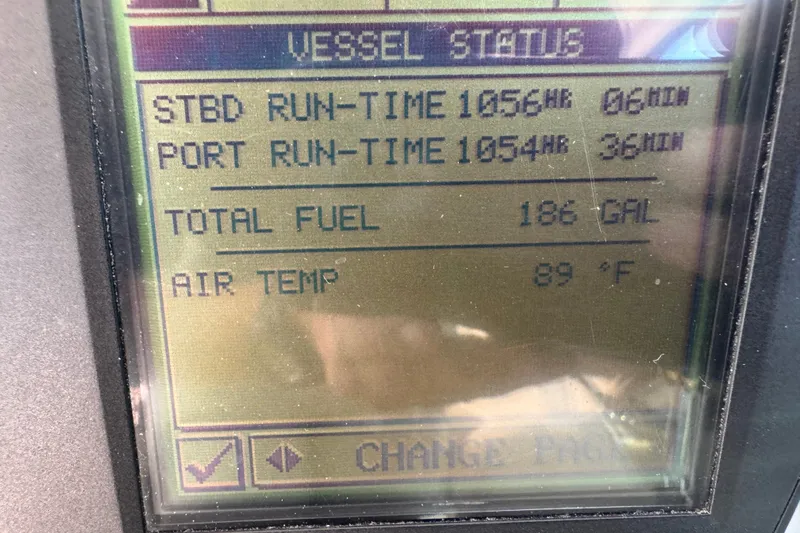 VESSEL STATUS
STBD RUN-TIME 1056HR 06MIN
PORT RUN-TIME 1054HR 36MIN
TOTAL FUEL 186 GAL
AIR TEMP 89 °F
CHANGE PAGE